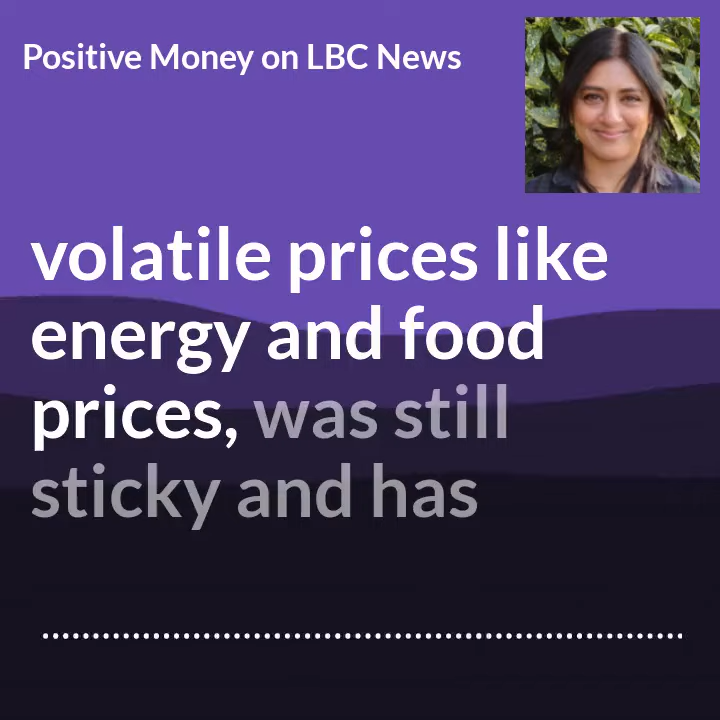 Positive Money on LBC News
volatile prices like
energy and food
prices, was still
sticky and has